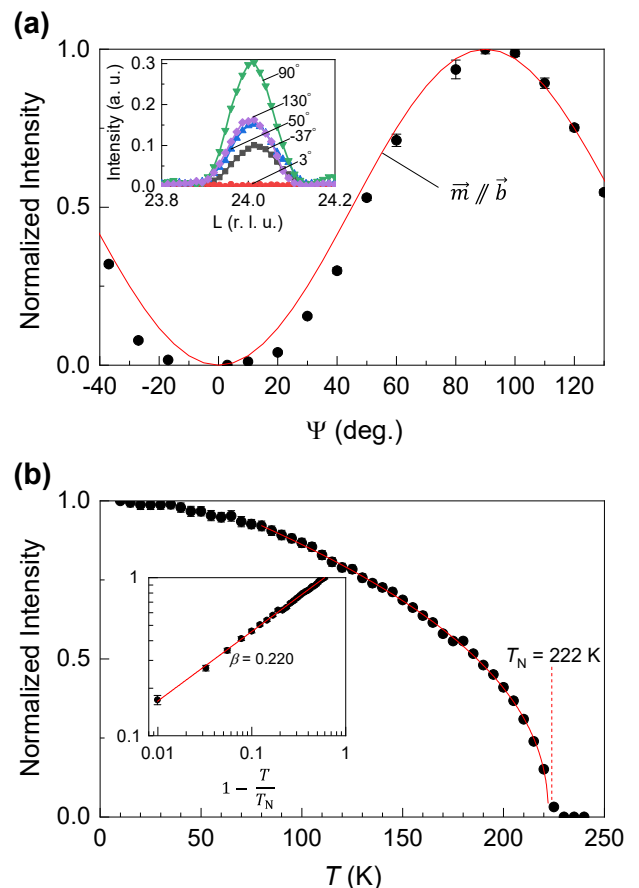 (a)
1.0
0.5
0.0
Normalized Intensity
-40 -20 0 20 40 60 80 100 120
Ψ (deg.)
m⃗ // b⃗
0.3
0.2
0.1
0.0
Intensity (a. u.)
90°
130°
50°
-37°
3°
23.8 24.0 24.2
L (r. l. u.)
(b)
1.0
0.5
0.0
Normalized Intensity
T_N = 222 K
1
0.1
β = 0.220
0.01 0.1 1
1 − T/T_N
0 50 100 150 200 250
T (K)